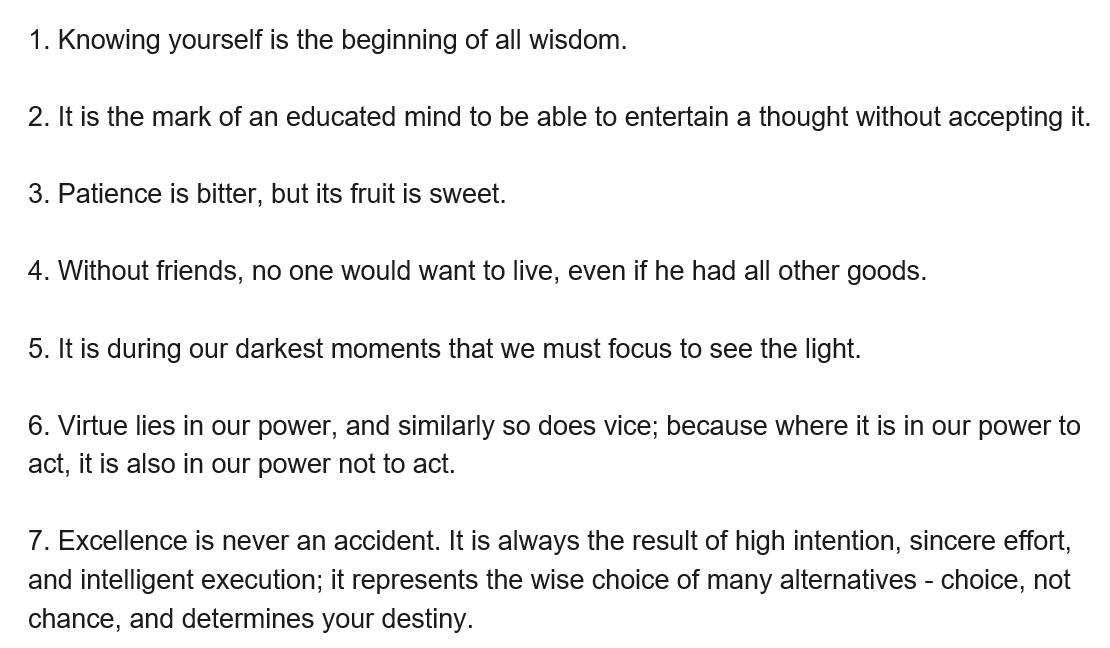 1. Knowing yourself is the beginning of all wisdom.
2. It is the mark of an educated mind to be able to entertain a thought without accepting it.
3. Patience is bitter, but its fruit is sweet.
4. Without friends, no one would want to live, even if he had all other goods.
5. It is during our darkest moments that we must focus to see the light.
6. Virtue lies in our power, and similarly so does vice; because where it is in our power to
act, it is also in our power not to act.
7. Excellence is never an accident. It is always the result of high intention, sincere effort,
and intelligent execution; it represents the wise choice of many alternatives - choice, not
chance, and determines your destiny.